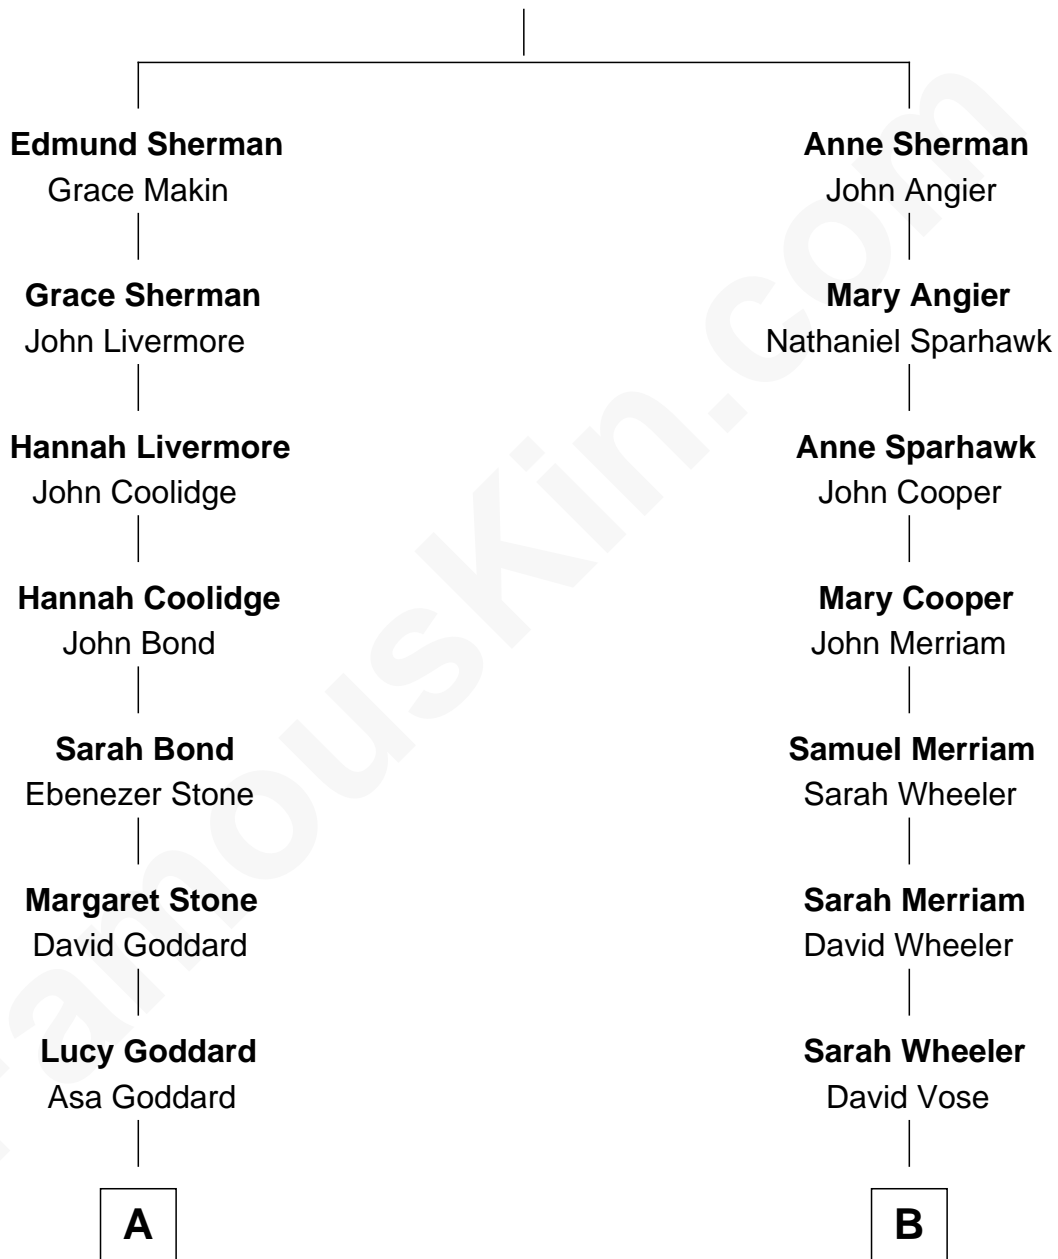 Edmund Sherman
Grace Makin
Grace Sherman
John Livermore
Hannah Livermore
John Coolidge
Hannah Coolidge
John Bond
Sarah Bond
Ebenezer Stone
Margaret Stone
David Goddard
Lucy Goddard
Asa Goddard
A
Anne Sherman
John Angier
Mary Angier
Nathaniel Sparhawk
Anne Sparhawk
John Cooper
Mary Cooper
John Merriam
Samuel Merriam
Sarah Wheeler
Sarah Merriam
David Wheeler
Sarah Wheeler
David Vose
B
FamousKin.com